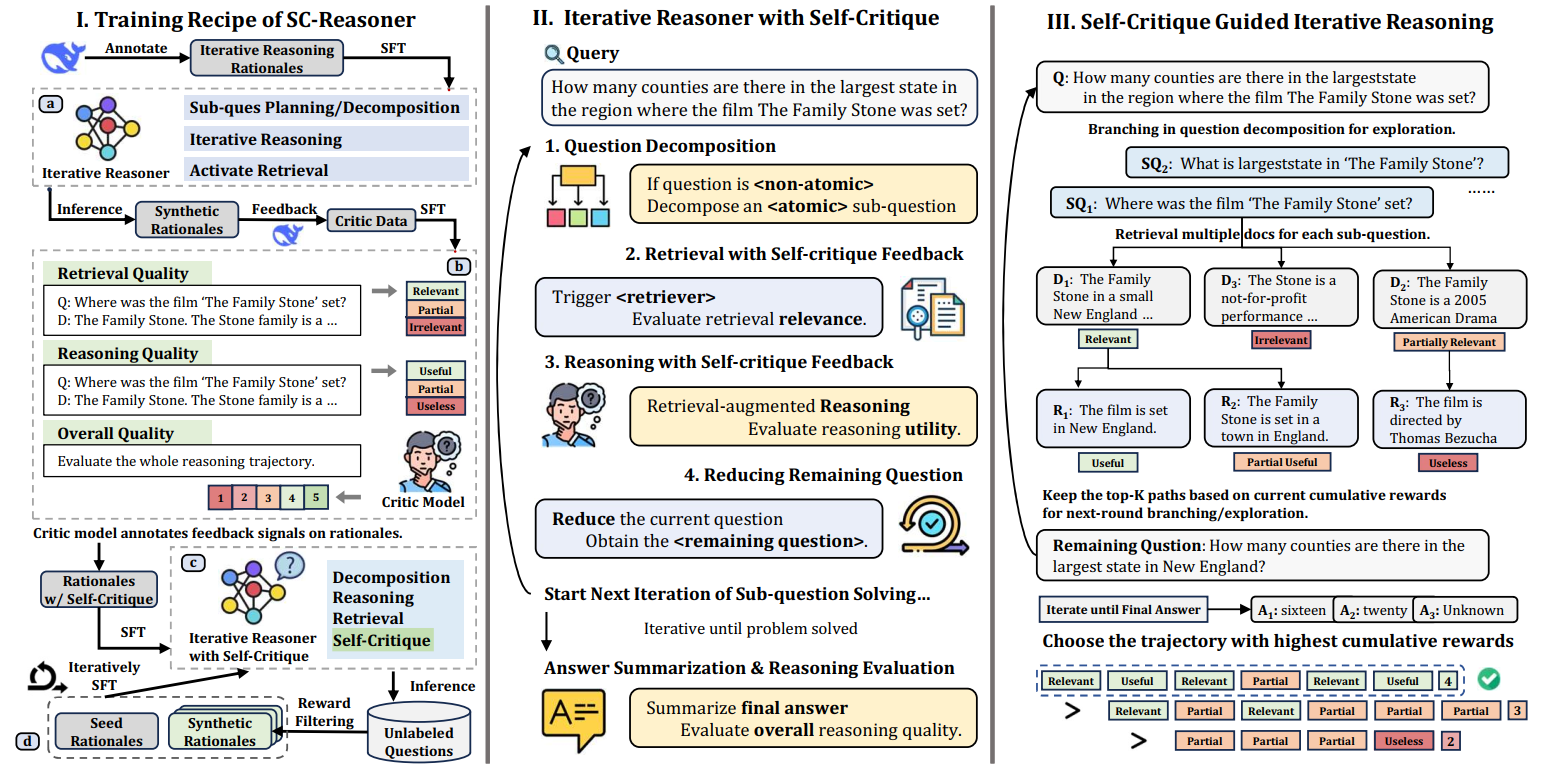 I. Training Recipe of SC-Reasoner
Annotate
Iterative Reasoning
Rationales
SFT
a
Iterative Reasoner
Sub-ques Planning/Decomposition
Iterative Reasoning
Activate Retrieval
Inference
Synthetic
Rationales
Feedback
Critic Data
SFT
b
Retrieval Quality
Q: Where was the film ‘The Family Stone’ set?
D: The Family Stone. The Stone family is a ...
Relevant
Partial
Irrelevant
Reasoning Quality
Q: Where was the film ‘The Family Stone’ set?
D: The Family Stone. The Stone family is a ...
Useful
Partial
Useless
Overall Quality
Evaluate the whole reasoning trajectory.
1 2 3 4 5
Critic Model
Critic model annotates feedback signals on rationales.
Rationales
w/ Self-Critique
SFT
c
?
Iterative Reasoner
with Self-Critique
Decomposition
Reasoning
Retrieval
Self-Critique
Iteratively
SFT
Inference
Reward
Filtering
d
Seed
Rationales
Synthetic
Rationales
Unlabeled
Questions
II. Iterative Reasoner with Self-Critique
Query
How many counties are there in the largest state in
the region where the film The Family Stone was set?
1. Question Decomposition
If question is <non-atomic>
Decompose an <atomic> sub-question
2. Retrieval with Self-critique Feedback
Trigger <retriever>
Evaluate retrieval relevance.
3. Reasoning with Self-critique Feedback
Retrieval-augmented Reasoning
Evaluate reasoning utility.
4. Reducing Remaining Question
Reduce the current question
Obtain the <remaining question>.
Start Next Iteration of Sub-question Solving...
Iterative until problem solved
Answer Summarization & Reasoning Evaluation
A
Summarize final answer
Evaluate overall reasoning quality.
III. Self-Critique Guided Iterative Reasoning
Q: How many counties are there in the largeststate
in the region where the film The Family Stone was set?
Branching in question decomposition for exploration.
SQ2: What is largeststate in ‘The Family Stone’?
......
SQ1: Where was the film ‘The Family Stone’ set?
Retrieval multiple docs for each sub-question.
D1: The Family
Stone in a small
New England ...
Relevant
D3: The Stone is a
not-for-profit
performance ...
Irrelevant
D2: The Family
Stone is a 2005
American Drama
Partially Relevant
R1: The film is set
in New England.
Useful
R2: The Family
Stone is set in a
town in England.
Partial Useful
R3: The film is
directed by
Thomas Bezucha
Useless
Keep the top-K paths based on current cumulative rewards
for next-round branching/exploration.
Remaining Qustion: How many counties are there in the
largest state in New England?
Iterate until Final Answer
A1: sixteen
A2: twenty
A3: Unknown
Choose the trajectory with highest cumulative rewards
Relevant Useful Relevant Partial Relevant Useful 4
> Relevant Partial Relevant Partial Partial Partial 3
> Partial Partial Partial Useless 2